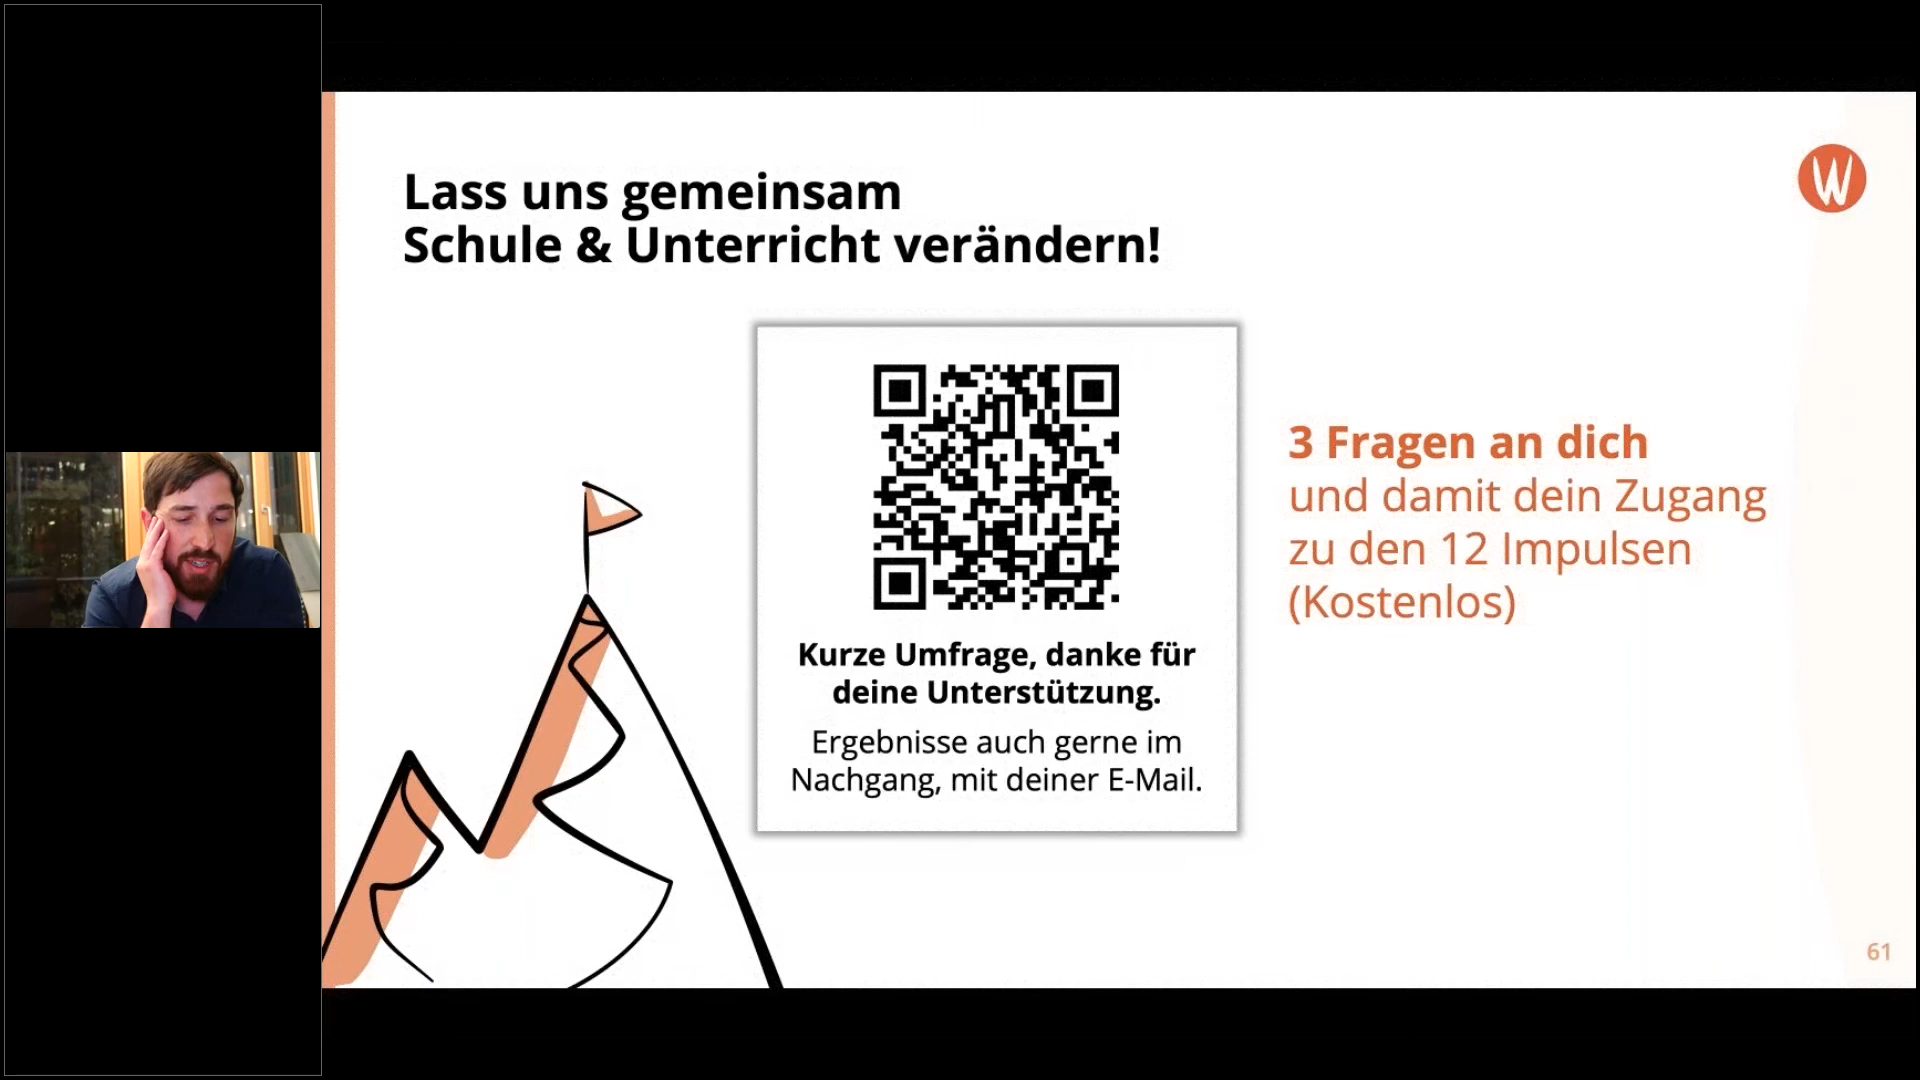 Lass uns gemeinsam
Schule & Unterricht verändern!
W
Kurze Umfrage, danke für
deine Unterstützung.
Ergebnisse auch gerne im
Nachgang, mit deiner E-Mail.
3 Fragen an dich
und damit dein Zugang
zu den 12 Impulsen
(Kostenlos)
61